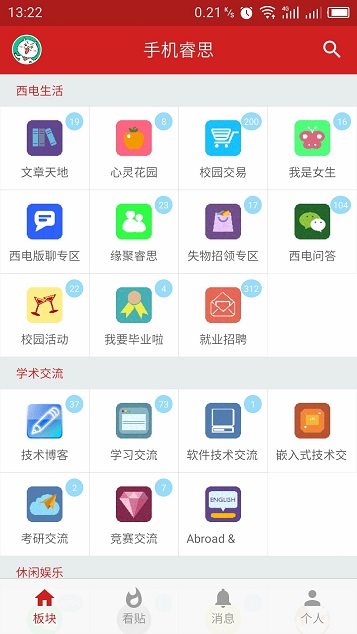 13:22 0.21 K/s 4G
手机睿思
西电生活
19 8 200 16
文章天地 心灵花园 校园交易 我是女生
23 17 104
西电版聊专区 缘聚睿思 失物招领专区 西电问答
22 4 312
校园活动 我要毕业啦 就业招聘
学术交流
37 73 1
技术博客 学习交流 软件技术交流 嵌入式技术交
2 7
ENGLISH
考研交流 竞赛交流 Abroad &
休闲娱乐
板块 看贴 消息 个人